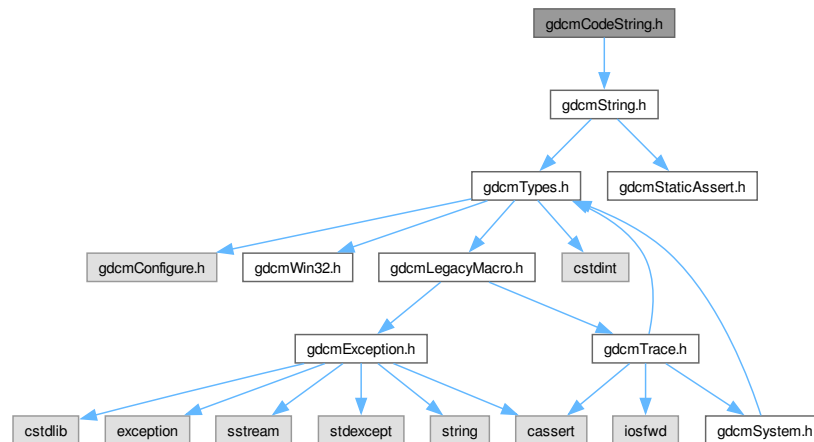 gdcmCodeString.h
gdcmString.h
gdcmTypes.h
gdcmStaticAssert.h
gdcmConfigure.h
gdcmWin32.h
gdcmLegacyMacro.h
cstdint
gdcmException.h
gdcmTrace.h
cstdlib
exception
sstream
stdexcept
string
cassert
iosfwd
gdcmSystem.h